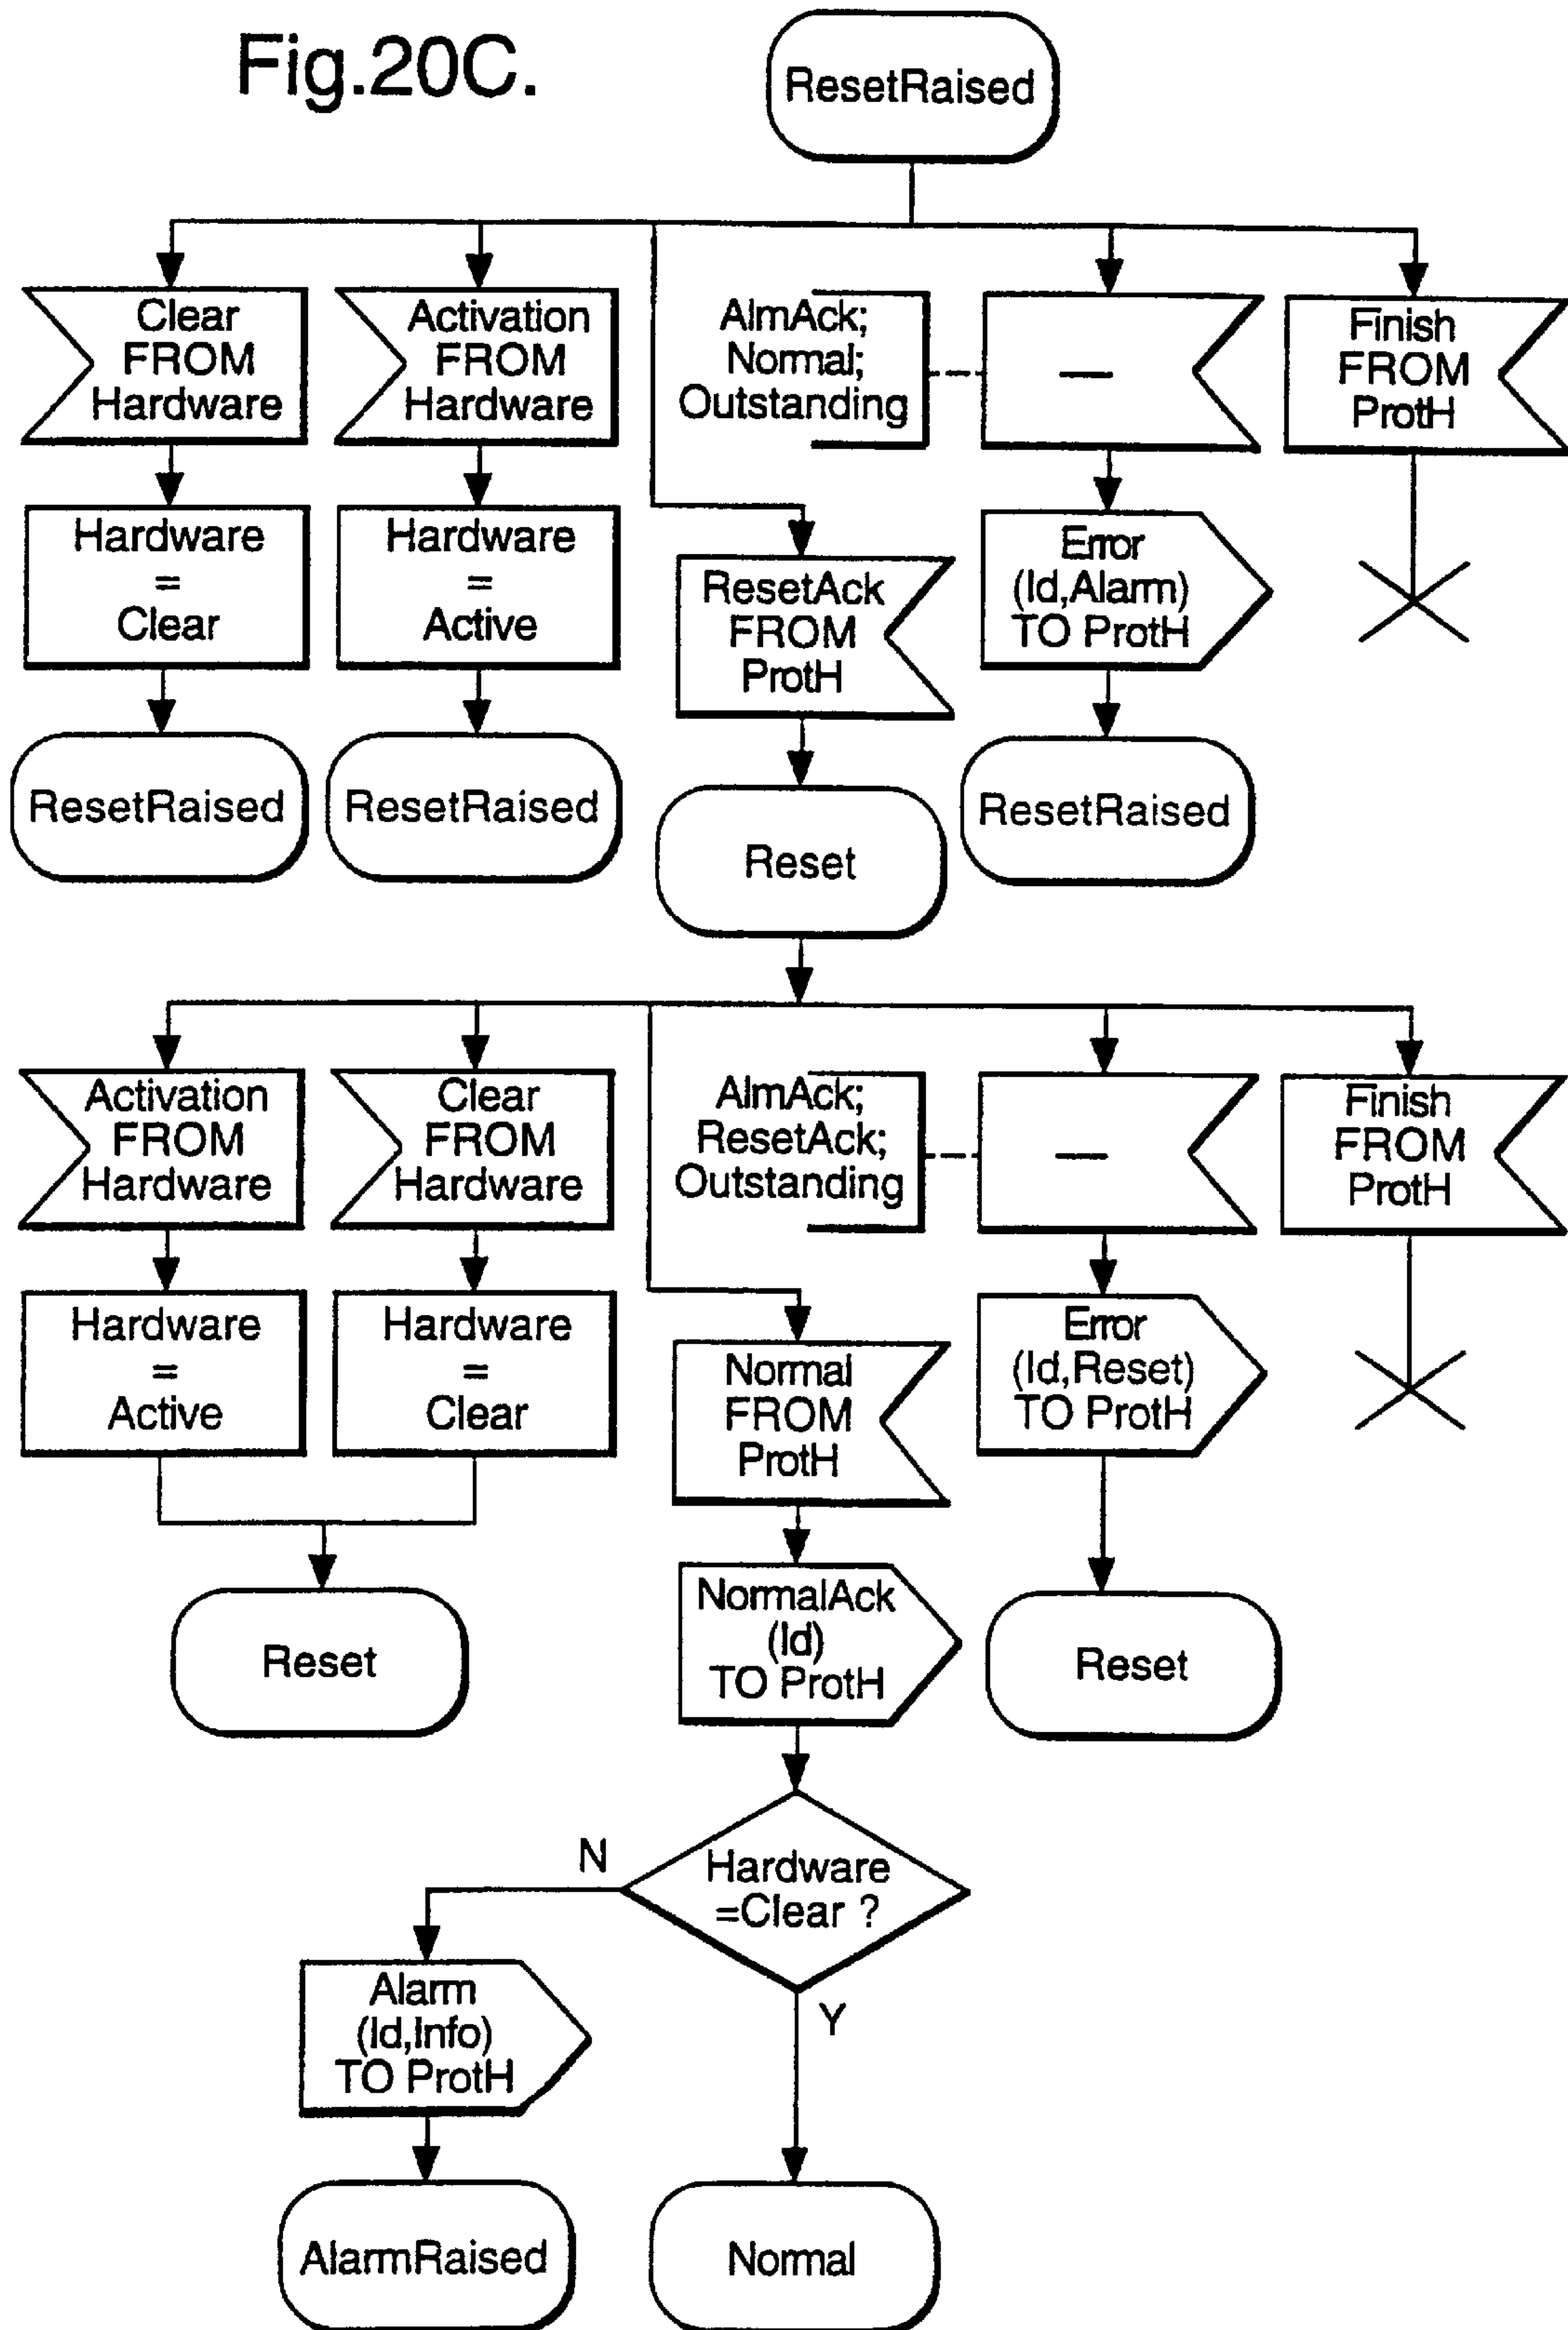 Fig.20C.
ResetRaised
Clear
FROM
Hardware
Activation
FROM
Hardware
AlmAck;
Normal;
Outstanding
—
Finish
FROM
ProtH
Hardware
=
Clear
Hardware
=
Active
ResetAck
FROM
ProtH
Error
(Id,Alarm)
TO ProtH
ResetRaised
ResetRaised
Reset
ResetRaised
Activation
FROM
Hardware
Clear
FROM
Hardware
AlmAck;
ResetAck;
Outstanding
—
Finish
FROM
ProtH
Hardware
=
Active
Hardware
=
Clear
Normal
FROM
ProtH
Error
(Id,Reset)
TO ProtH
Reset
NormalAck
(Id)
TO ProtH
Reset
N
Hardware
=Clear ?
Y
Alarm
(Id,Info)
TO ProtH
AlarmRaised
Normal